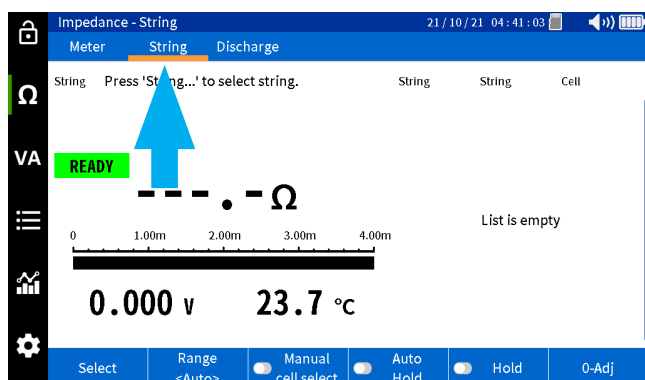 Impedance - String 21/10/21 04:41:03
Meter String Discharge
String Press 'String...' to select string. String String Cell
Ω
VA
READY
---.-Ω
List is empty
0 1.00m 2.00m 3.00m 4.00m
0.000 V 23.7 °C
Select Range <Auto> Manual cell select Auto Hold Hold 0-Adj